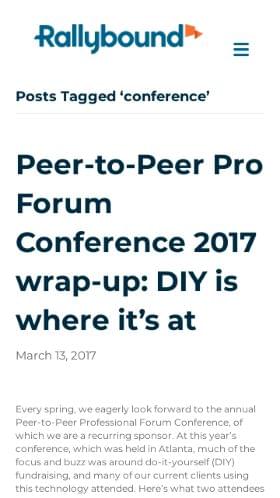 Rallybound
Posts Tagged ‘conference’
Peer-to-Peer Pro
Forum
Conference 2017
wrap-up: DIY is
where it’s at
March 13, 2017
Every spring, we eagerly look forward to the annual
Peer-to-Peer Professional Forum Conference, of
which we are a recurring sponsor. At this year’s
conference, which was held in Atlanta, much of the
focus and buzz was around do-it-yourself (DIY)
fundraising, and many of our current clients using
this technology attended. Here’s what two attendees